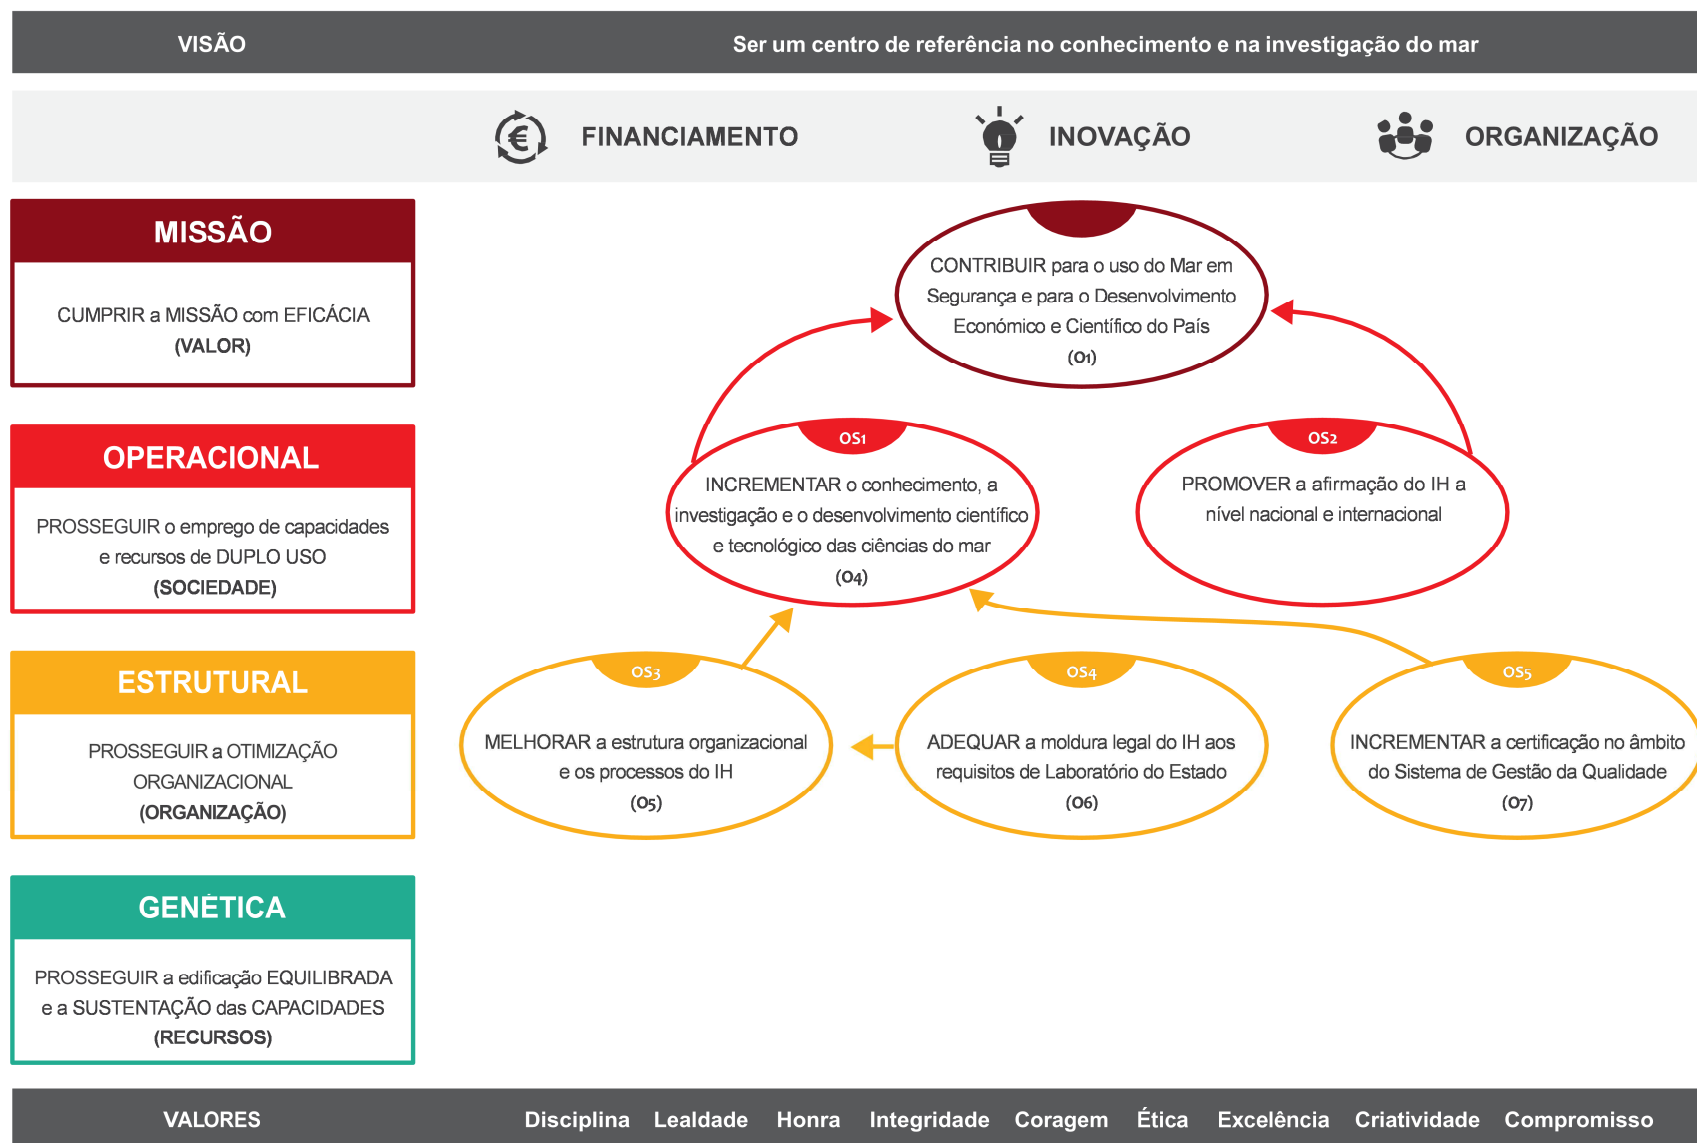 VISÃO
Ser um centro de referência no conhecimento e na investigação do mar
FINANCIAMENTO
INOVAÇÃO
ORGANIZAÇÃO
MISSÃO
CUMPRIR a MISSÃO com EFICÁCIA
(VALOR)
CONTRIBUIR para o uso do Mar em
Segurança e para o Desenvolvimento
Económico e Científico do País
(O1)
OPERACIONAL
PROSSEGUIR o emprego de capacidades
e recursos de DUPLO USO
(SOCIEDADE)
OS1
INCREMENTAR o conhecimento, a
investigação e o desenvolvimento científico
e tecnológico das ciências do mar
(O4)
OS2
PROMOVER a afirmação do IH a
nível nacional e internacional
ESTRUTURAL
PROSSEGUIR a OTIMIZAÇÃO
ORGANIZACIONAL
(ORGANIZAÇÃO)
OS3
MELHORAR a estrutura organizacional
e os processos do IH
(O5)
OS4
ADEQUAR a moldura legal do IH aos
requisitos de Laboratório do Estado
(O6)
OS5
INCREMENTAR a certificação no âmbito
do Sistema de Gestão da Qualidade
(O7)
GENÉTICA
PROSSEGUIR a edificação EQUILIBRADA
e a SUSTENTAÇÃO das CAPACIDADES
(RECURSOS)
VALORES
Disciplina Lealdade Honra Integridade Coragem Ética Excelência Criatividade Compromisso